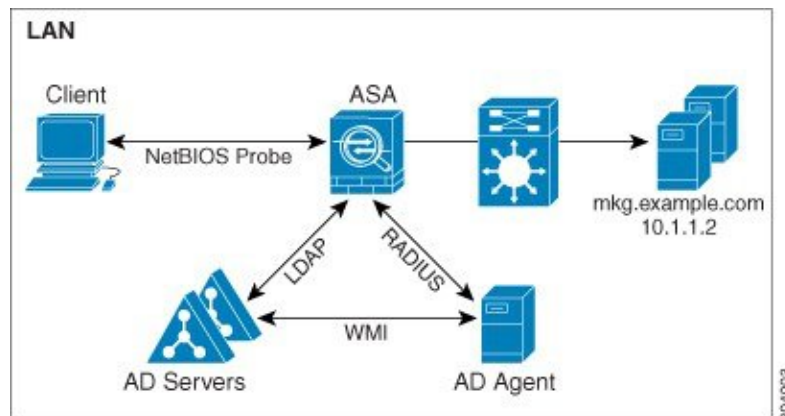 LAN
Client
ASA
NetBIOS Probe
mkg.example.com
10.1.1.2
LDAP
RADIUS
WMI
AD Servers
AD Agent